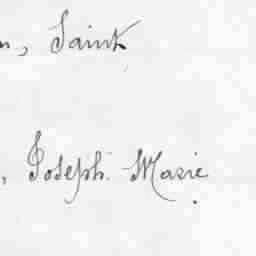 n, Saint
, Joseph Marie